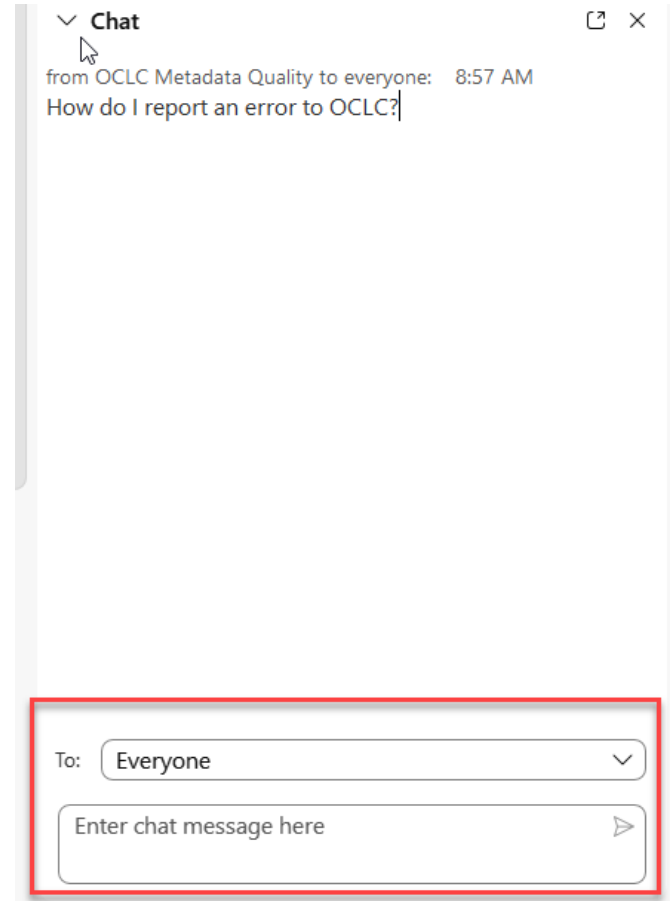 Chat
from OCLC Metadata Quality to everyone: 8:57 AM
How do I report an error to OCLC?
To: Everyone
Enter chat message here